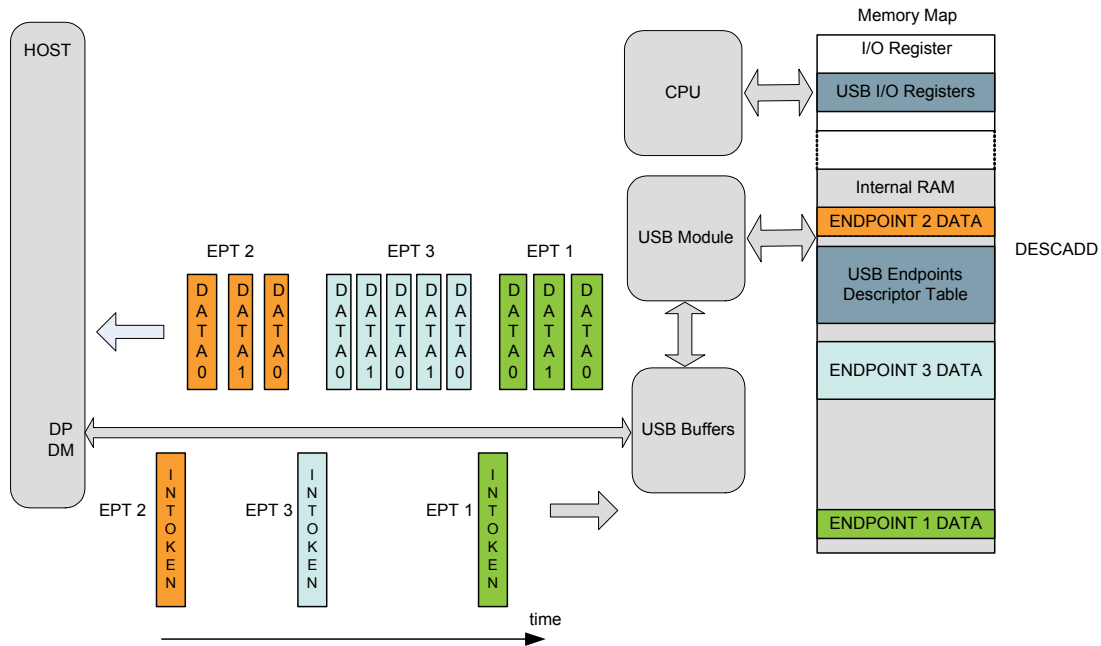 Memory Map
HOST
I/O Register
CPU
USB I/O Registers
Internal RAM
ENDPOINT 2 DATA
USB Module
DESCADD
USB Endpoints
Descriptor Table
EPT 2
EPT 3
EPT 1
DATA0
DATA1
DATA0
DATA0
DATA1
DATA0
DATA1
DATA0
DATA0
DATA1
DATA0
ENDPOINT 3 DATA
DP
DM
USB Buffers
EPT 2
INTOKEN
EPT 3
INTOKEN
EPT 1
INTOKEN
ENDPOINT 1 DATA
time